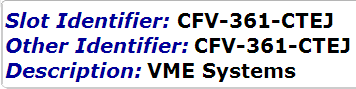 Slot Identifier: CFV-361-CTEJ
Other Identifier: CFV-361-CTEJ
Description: VME Systems